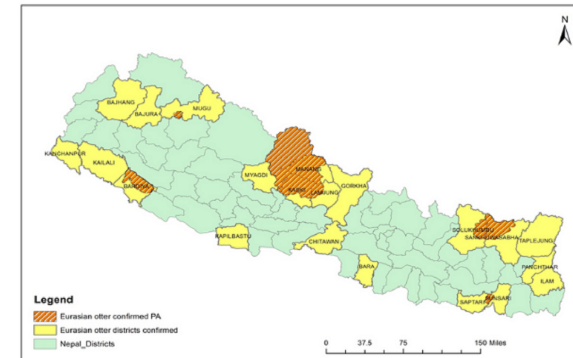 N
BAJHANG
BAJURA
MUGU
KANCHANPUR
KAILALI
BARDIYA
MYAGDI
MANANG
KASKI
LAMJUNG
GORKHA
KAPILBASTU
CHITAWAN
BARA
SOLUKHUMBU
SANKHUWASABHA
TAPLEJUNG
PANCHTHAR
ILAM
SAPTARI
SUNSARI
Legend
Eurasian otter confirmed PA
Eurasian otter districts confirmed
Nepal_Districts
0 37.5 75 150 Miles